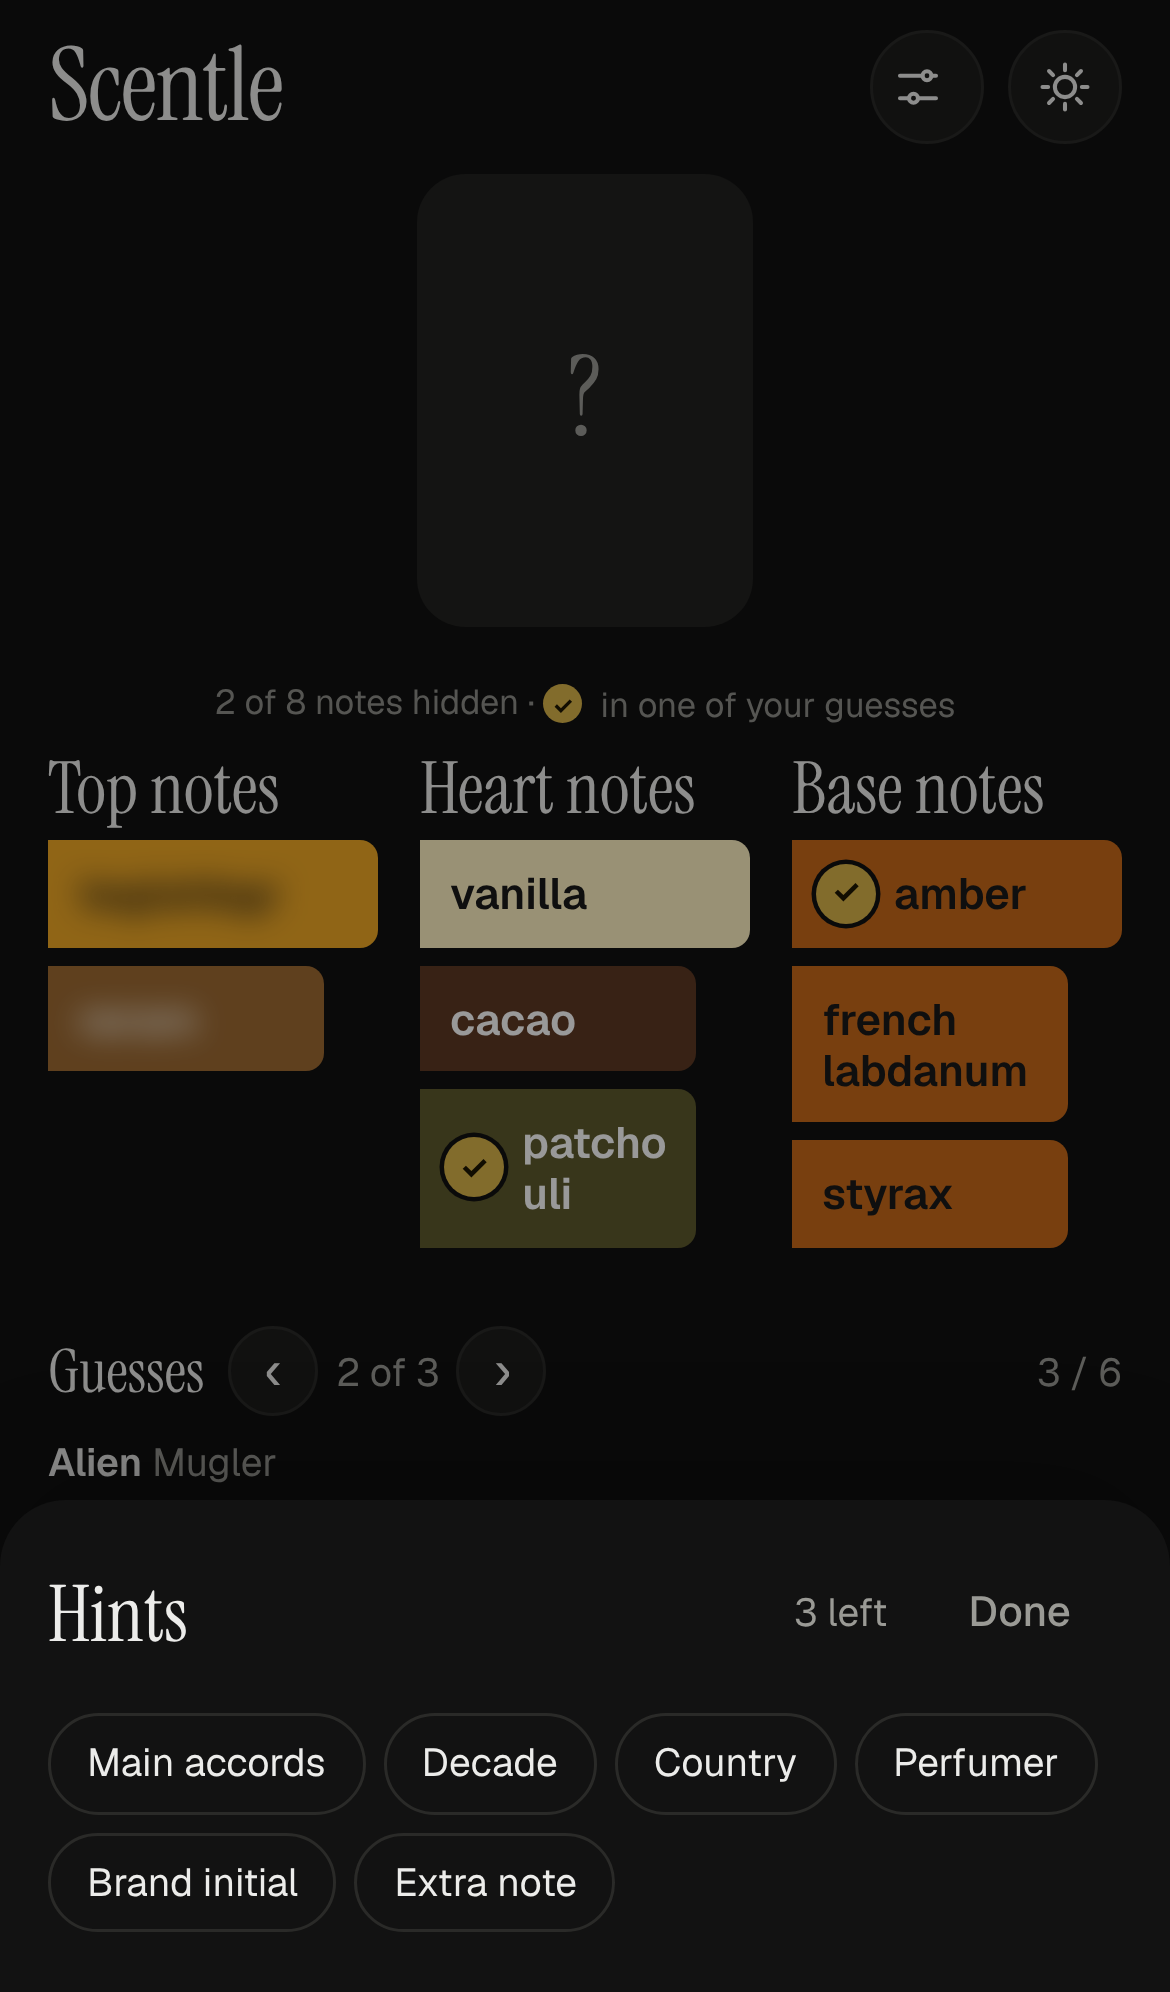 Scentle
?
2 of 8 notes hidden · in one of your guesses
Top notes
Heart notes
vanilla
cacao
patcho
uli
Base notes
amber
french
labdanum
styrax
Guesses ‹ 2 of 3 › 3 / 6
Alien Mugler
Hints 3 left Done
Main accords Decade Country Perfumer
Brand initial Extra note